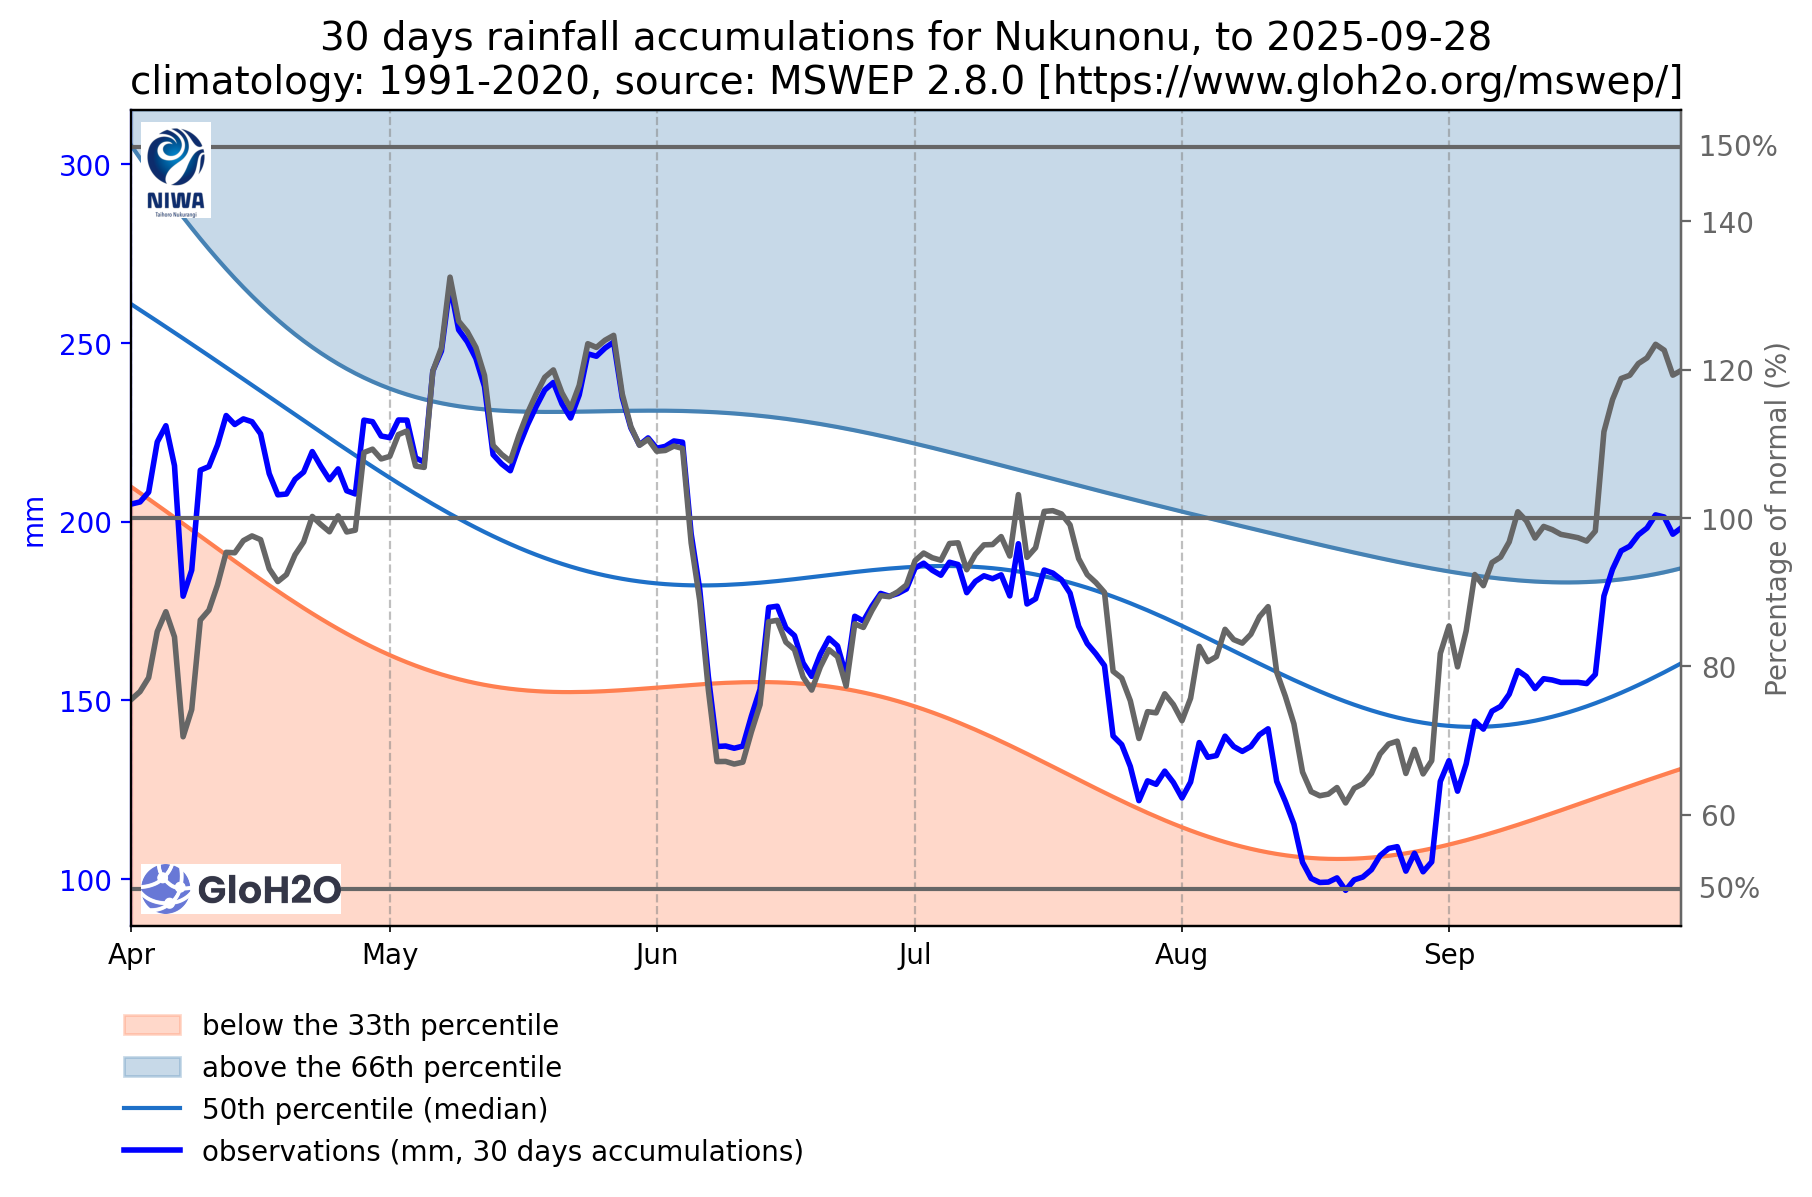 30 days rainfall accumulations for Nukunonu, to 2025-09-28
climatology: 1991-2020, source: MSWEP 2.8.0 [https://www.gloh2o.org/mswep/]
NIWA
Taihoro Nukurangi
300
250
200
150
100
mm
150%
140
120
100
80
60
50%
Percentage of normal (%)
GloH2O
Apr May Jun Jul Aug Sep
below the 33th percentile
above the 66th percentile
50th percentile (median)
observations (mm, 30 days accumulations)